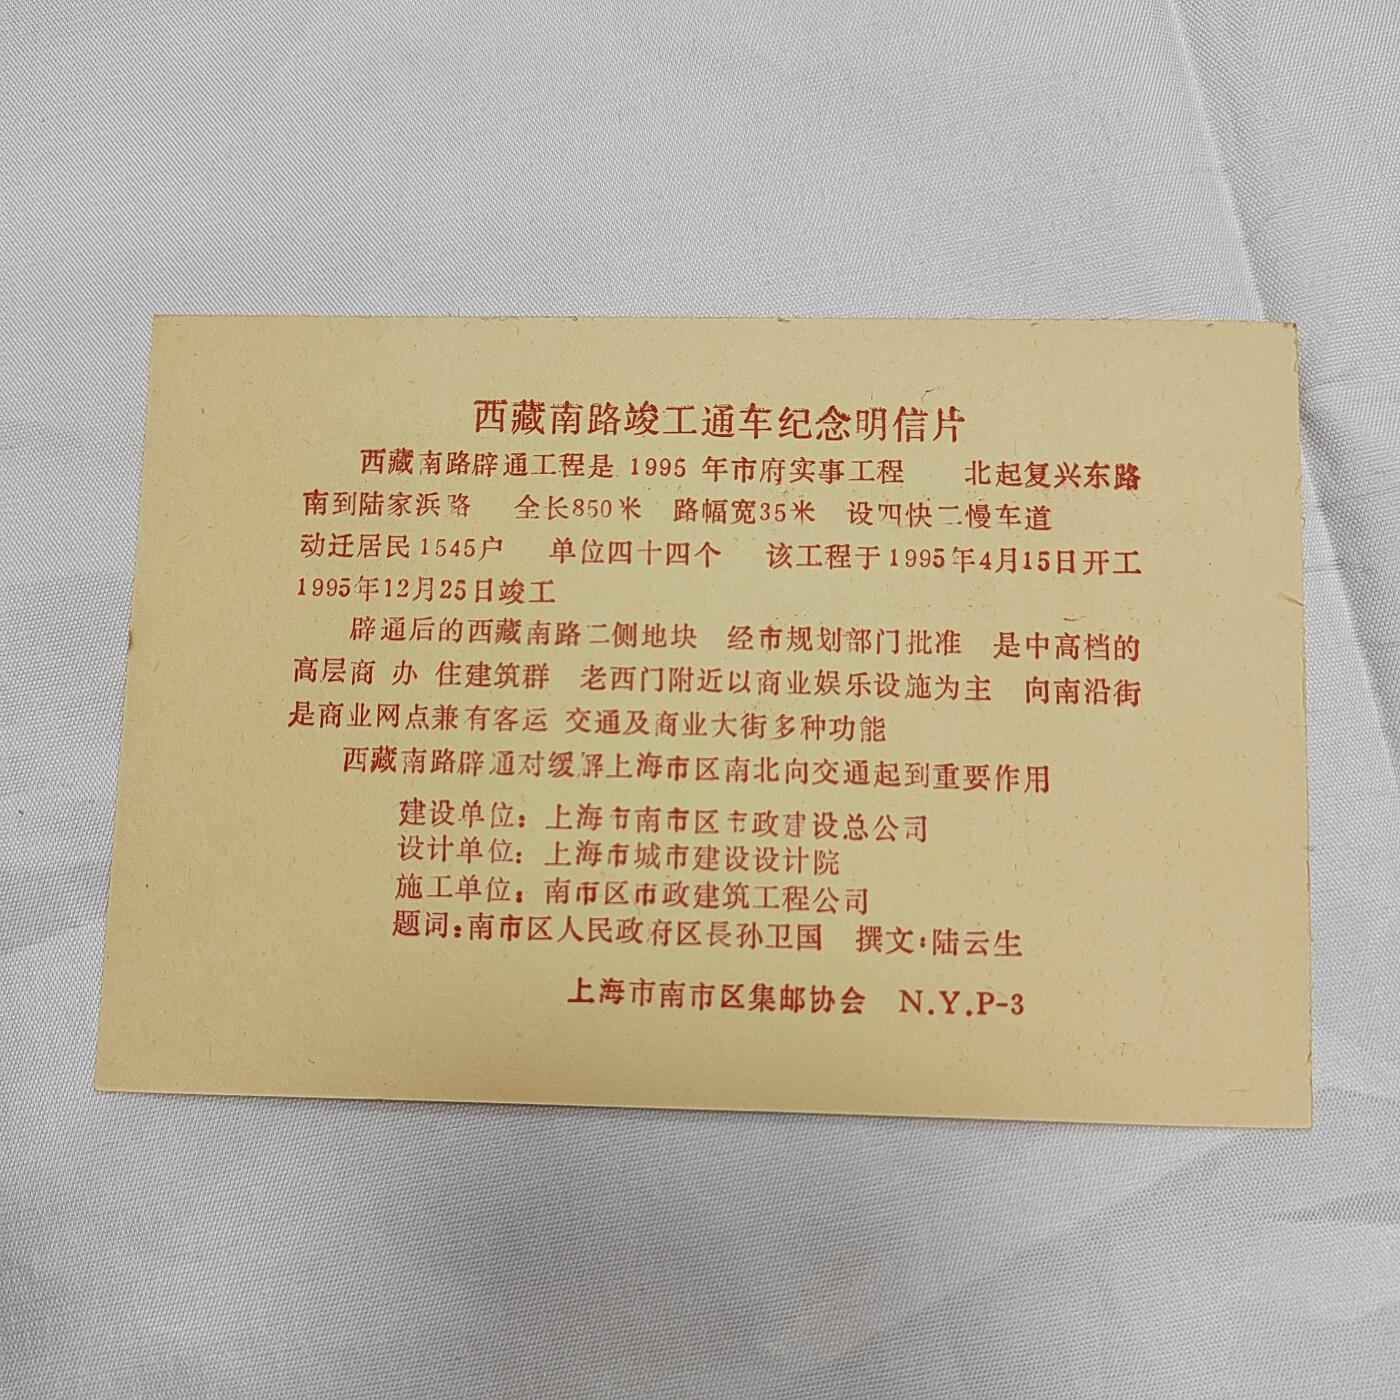 西藏南路竣工通车纪念明信片
西藏南路辟通工程是 1995 年市府实事工程　北起复兴东路
南到陆家浜路　全长850米　路幅宽35米　设四快二慢车道
动迁居民1545户　单位四十四个　该工程于1995年4月15日开工
1995年12月25日竣工
辟通后的西藏南路二侧地块　经市规划部门批准　是中高档的
高层商 办 住建筑群　老西门附近以商业娱乐设施为主　向南沿街
是商业网点兼有客运 交通及商业大街多种功能
西藏南路辟通对缓解上海市区南北向交通起到重要作用
建设单位：上海市南市区市政建设总公司
设计单位：上海市城市建设设计院
施工单位：南市区市政建筑工程公司
题词：南市区人民政府区長孙卫国　撰文：陆云生
上海市南市区集邮协会　N.Y.P-3